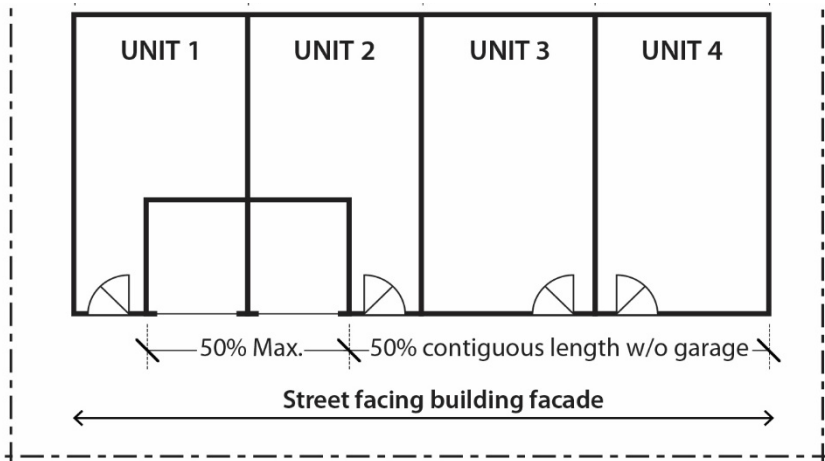 UNIT 1 UNIT 2 UNIT 3 UNIT 4
50% Max. 50% contiguous length w/o garage
Street facing building facade